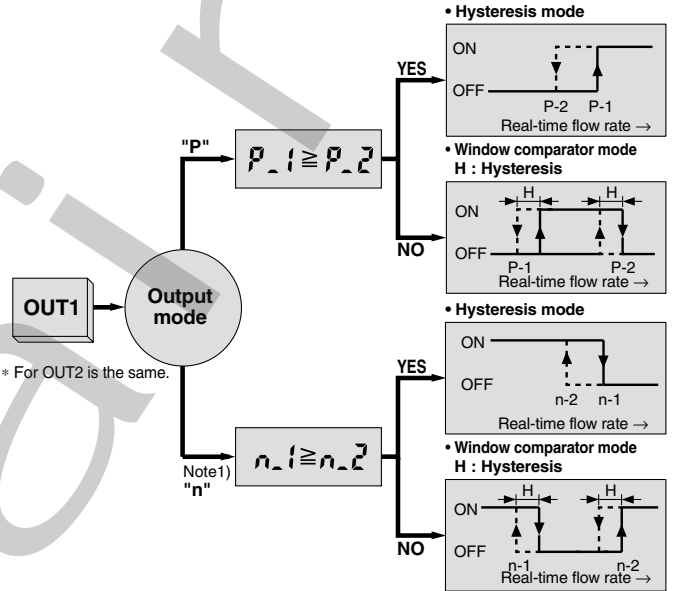 • Hysteresis mode
ON
OFF
P-2 P-1
Real-time flow rate →
YES
"P"
P_1 ≧ P_2
NO
• Window comparator mode
H : Hysteresis
H H
ON
OFF
P-1 P-2
Real-time flow rate →
OUT1
Output
mode
* For OUT2 is the same.
• Hysteresis mode
ON
OFF
n-2 n-1
Real-time flow rate →
YES
Note1)
"n"
n_1≧n_2
NO
• Window comparator mode
H : Hysteresis
H H
ON
OFF
n-1 n-2
Real-time flow rate →